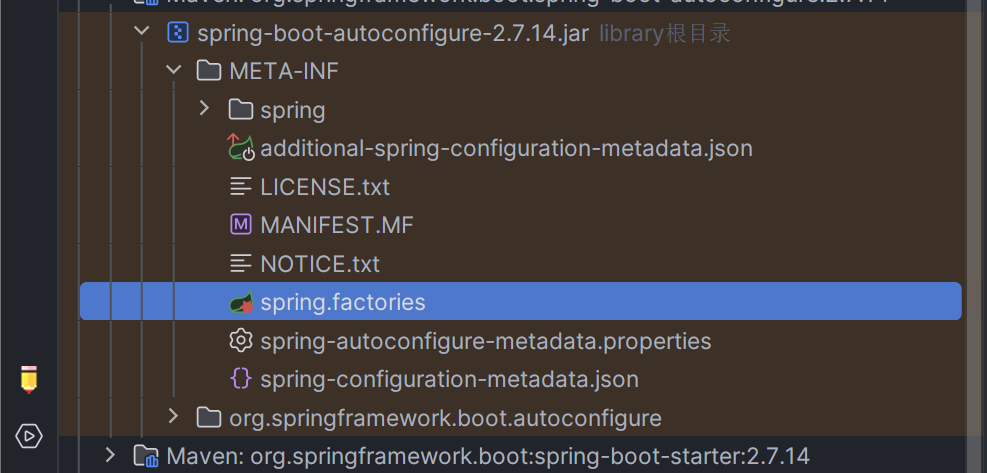 Maven: org.springframework.boot:spring-boot-autoconfigure:2.7.14
spring-boot-autoconfigure-2.7.14.jar library根目录
META-INF
spring
additional-spring-configuration-metadata.json
LICENSE.txt
MANIFEST.MF
NOTICE.txt
spring.factories
spring-autoconfigure-metadata.properties
spring-configuration-metadata.json
org.springframework.boot.autoconfigure
Maven: org.springframework.boot:spring-boot-starter:2.7.14